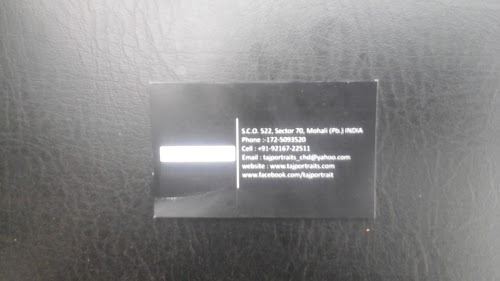 S.C.O. 522, Sector 70, Mohali (Pb.) INDIA
Phone :-172-5093520
Cell : +91-92167-22511
Email : tajportraits_chd@yahoo.com
website : www.tajportraits.com
www.facebook.com/tajportrait